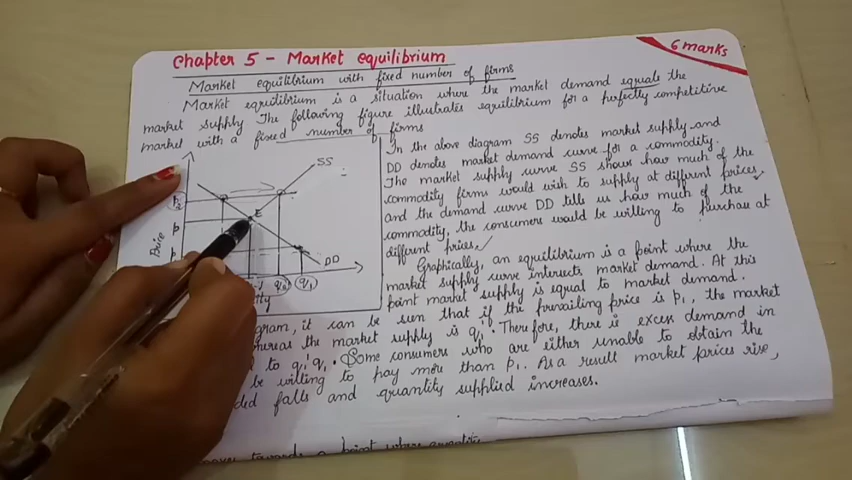 Chapter 5 - Market equilibrium
6 marks
Market equilibrium with fixed number of firms
Market equilibrium is a situation where the market demand equals the
market supply. The following figure illustrates equilibrium for a perfectly competitive
market with a fixed number of firms
SS
E
P
DD
Price
q1
In the above diagram SS denotes market supply and
DD denotes market demand curve for a commodity.
The market supply curve SS shows how much of the
commodity firms would wish to supply at different prices
and the demand curve DD tells us how much of the
commodity, the consumers would be willing to purchase at
different prices.
Graphically, an equilibrium is a point where the
market supply curve intersects market demand. At this
point market supply is equal to market demand.
gram, it can be seen that if the prevailing price is P1, the market
whereas the market supply is q1'. Therefore, there is excess demand in
to q1' q1. Some consumers who are either unable to obtain the
be willing to pay more than P1. As a result market prices rise,
ded falls and quantity supplied increases.
towards a point where quantity